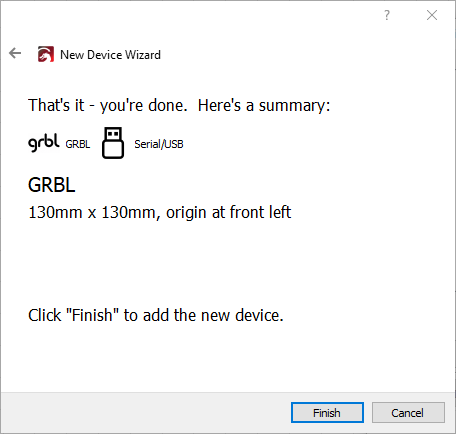 ?
New Device Wizard
That's it - you're done. Here's a summary:
grbl GRBL Serial/USB
GRBL
130mm x 130mm, origin at front left
Click "Finish" to add the new device.
Finish Cancel